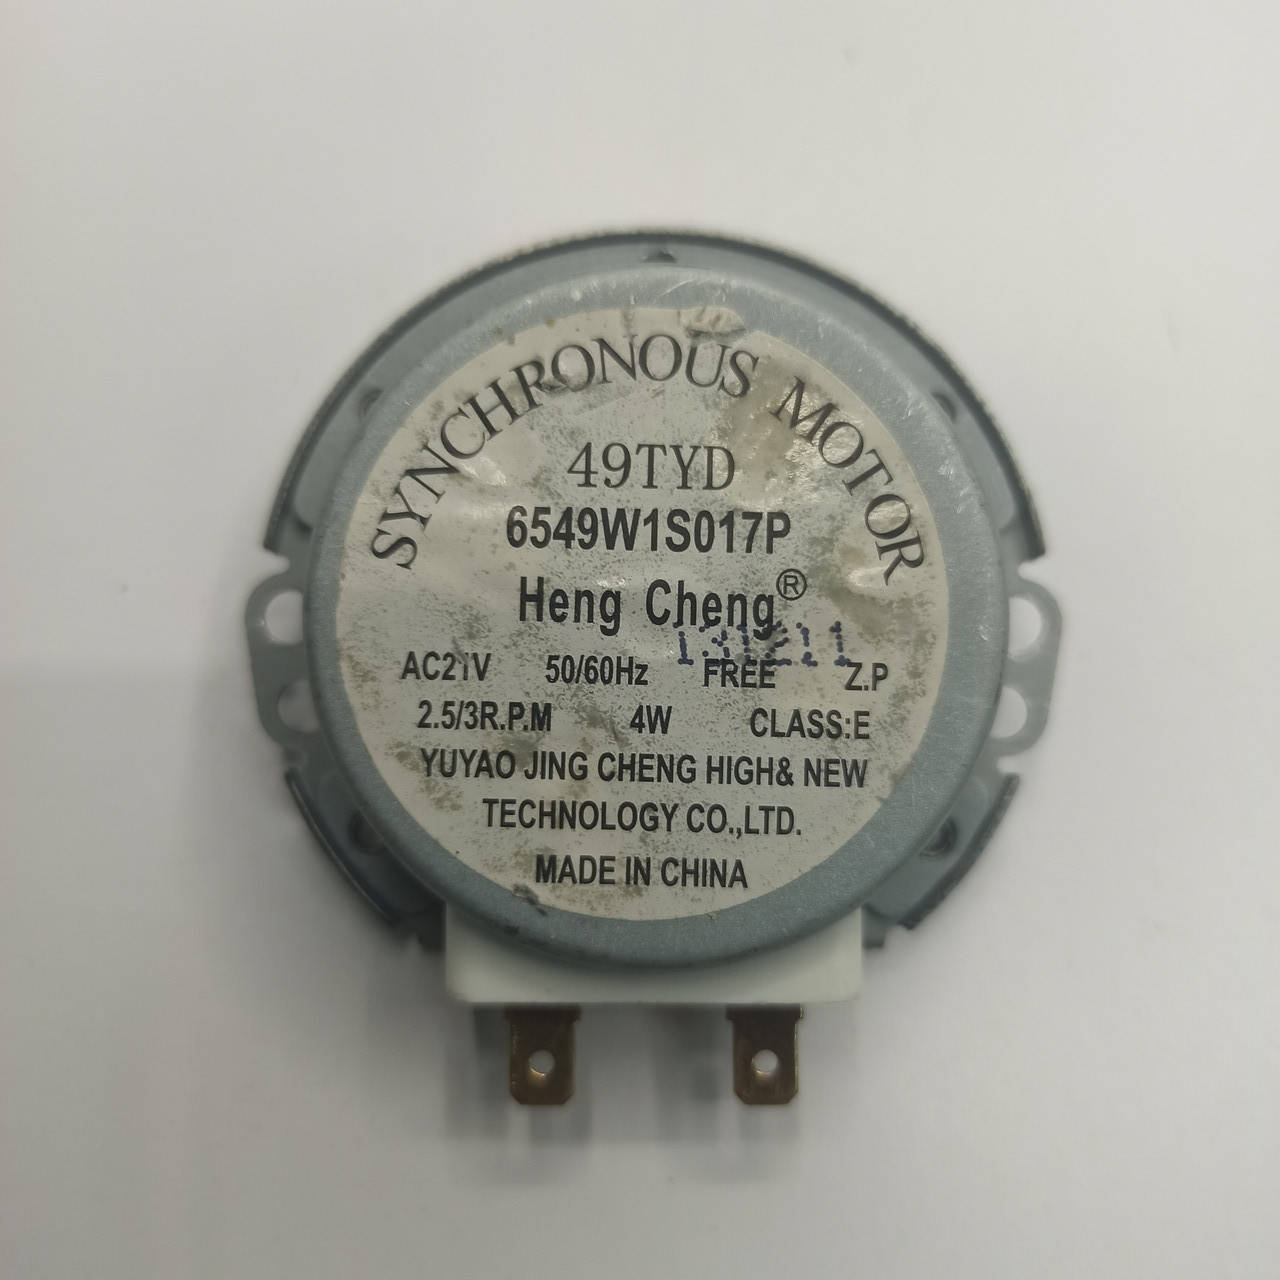 SYNCHRONOUS MOTOR
49TYD
6549W1S017P
Heng Cheng®
131211
AC21V 50/60Hz FREE Z.P
2.5/3R.P.M 4W CLASS:E
YUYAO JING CHENG HIGH& NEW
TECHNOLOGY CO.,LTD.
MADE IN CHINA